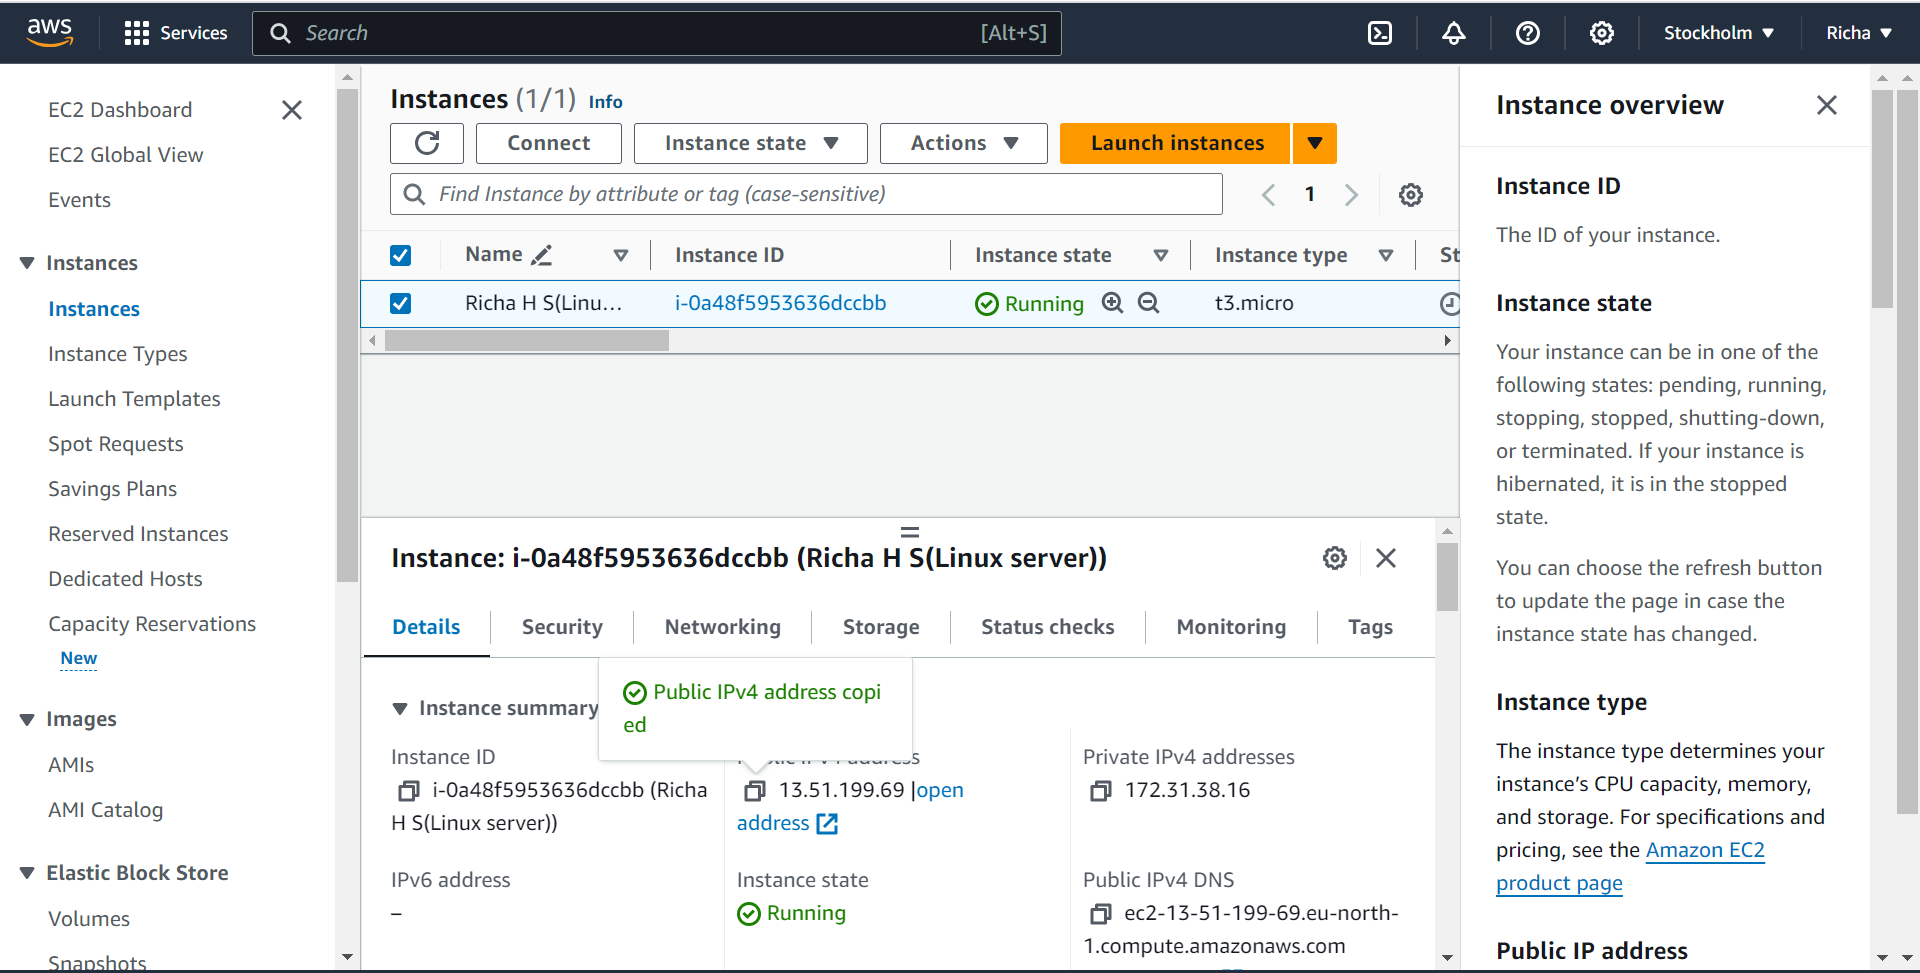 aws
Services
Search
[Alt+S]
Stockholm
Richa
EC2 Dashboard
EC2 Global View
Events
Instances
Instances
Instance Types
Launch Templates
Spot Requests
Savings Plans
Reserved Instances
Dedicated Hosts
Capacity Reservations
New
Images
AMIs
AMI Catalog
Elastic Block Store
Volumes
Snapshots
Instances (1/1) Info
Connect
Instance state
Actions
Launch instances
Find Instance by attribute or tag (case-sensitive)
1
Name
Instance ID
Instance state
Instance type
St
Richa H S(Linu...
i-0a48f5953636dccbb
Running
t3.micro
Instance: i-0a48f5953636dccbb (Richa H S(Linux server))
Details
Security
Networking
Storage
Status checks
Monitoring
Tags
Public IPv4 address copi
ed
Instance summary
Instance ID
i-0a48f5953636dccbb (Richa
H S(Linux server))
Public IPv4 address
13.51.199.69 |open
address
Private IPv4 addresses
172.31.38.16
IPv6 address
–
Instance state
Running
Public IPv4 DNS
ec2-13-51-199-69.eu-north-
1.compute.amazonaws.com
Instance overview
Instance ID
The ID of your instance.
Instance state
Your instance can be in one of the
following states: pending, running,
stopping, stopped, shutting-down,
or terminated. If your instance is
hibernated, it is in the stopped
state.
You can choose the refresh button
to update the page in case the
instance state has changed.
Instance type
The instance type determines your
instance's CPU capacity, memory,
and storage. For specifications and
pricing, see the Amazon EC2
product page
Public IP address